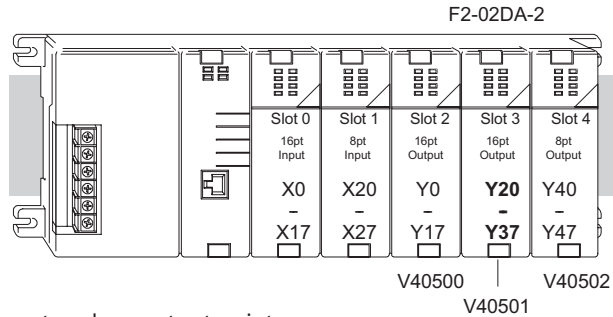 F2-02DA-2
Slot 0
16pt
Input
X0
–
X17
Slot 1
8pt
Input
X20
–
X27
Slot 2
16pt
Output
Y0
–
Y17
Slot 3
16pt
Output
Y20
-
Y37
Slot 4
8pt
Output
Y40
–
Y47
V40500
V40502
V40501